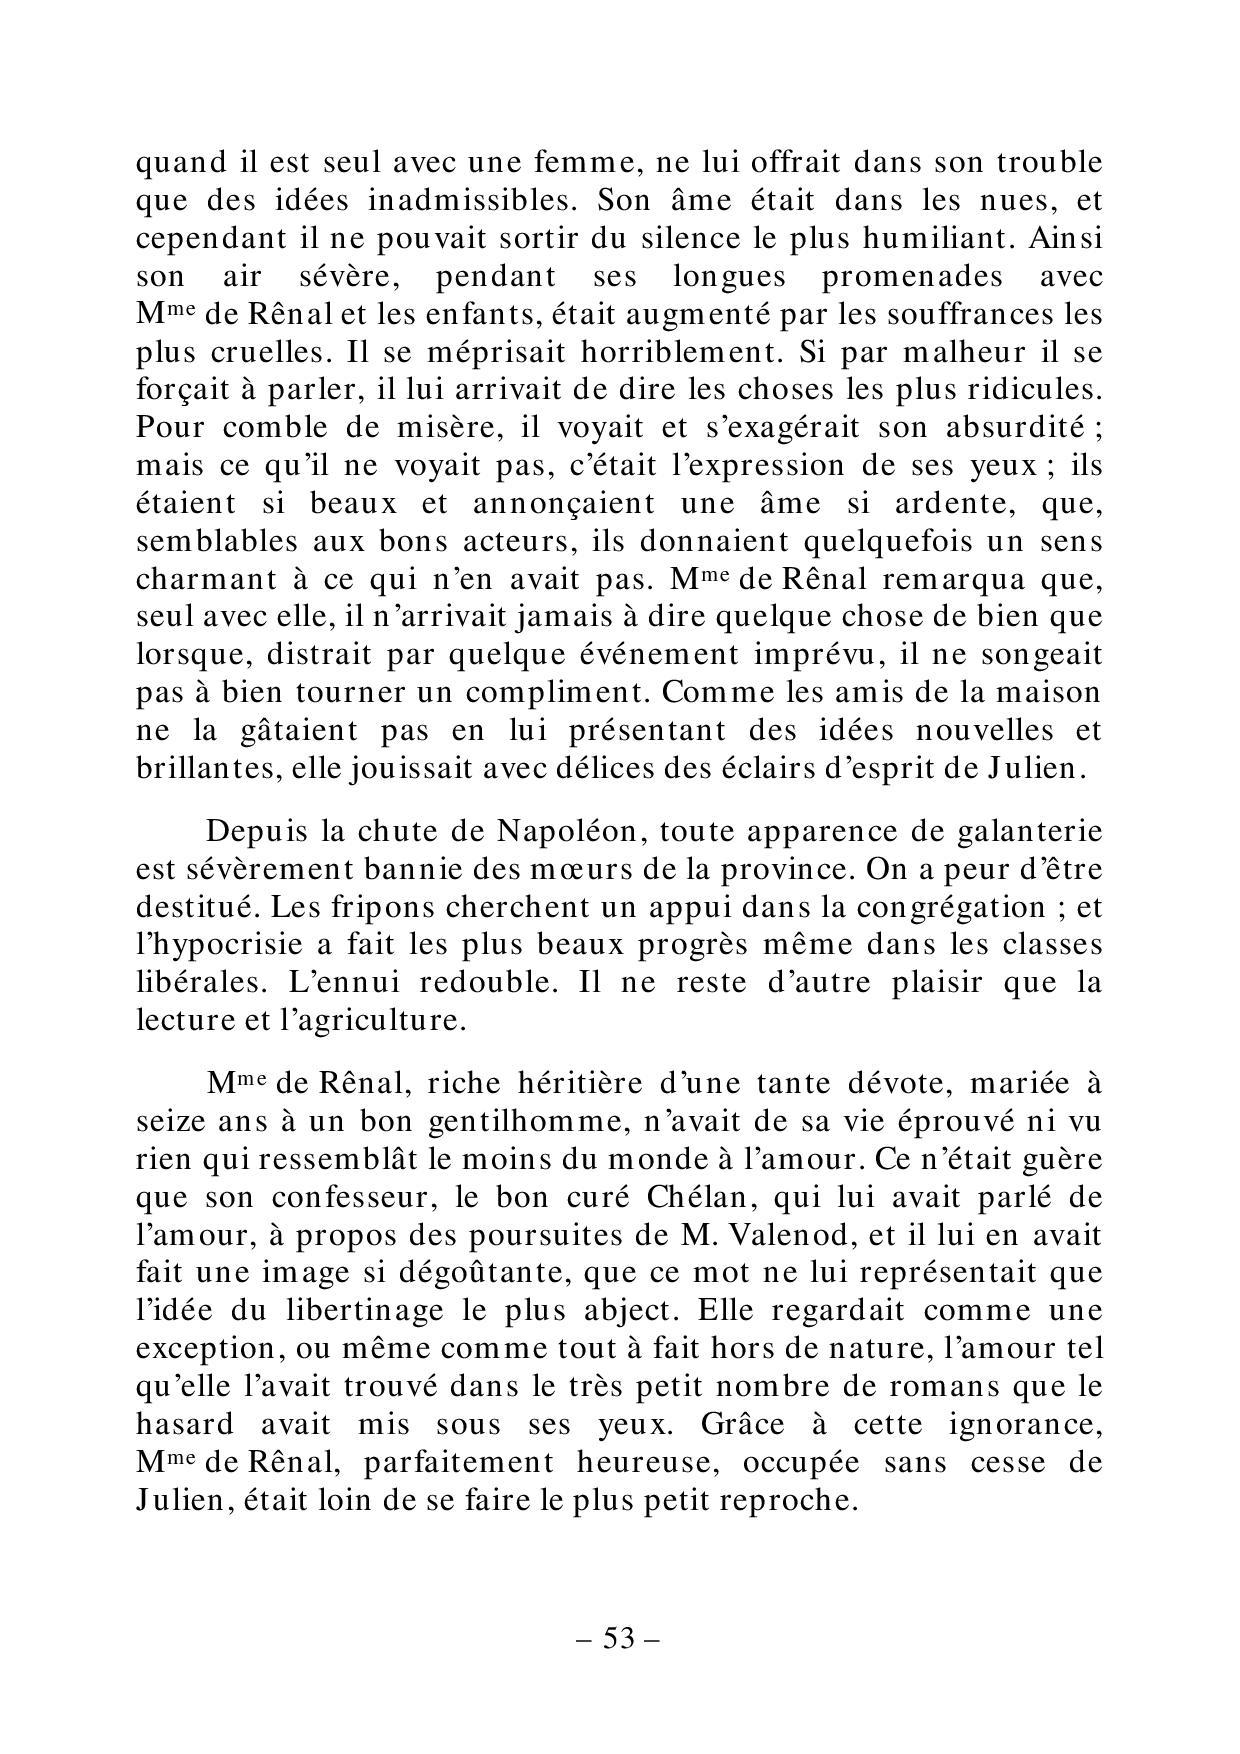 quand il est seul avec une femme, ne lui offrait dans son trouble
que des idées inadmissibles. Son âme était dans les nues, et
cependant il ne pouvait sortir du silence le plus humiliant. Ainsi
son air sévère, pendant ses longues promenades avec
Mme de Rênal et les enfants, était augmenté par les souffrances les
plus cruelles. Il se méprisait horriblement. Si par malheur il se
forçait à parler, il lui arrivait de dire les choses les plus ridicules.
Pour comble de misère, il voyait et s’exagérait son absurdité ;
mais ce qu’il ne voyait pas, c’était l’expression de ses yeux ; ils
étaient si beaux et annonçaient une âme si ardente, que,
semblables aux bons acteurs, ils donnaient quelquefois un sens
charmant à ce qui n’en avait pas. Mme de Rênal remarqua que,
seul avec elle, il n’arrivait jamais à dire quelque chose de bien que
lorsque, distrait par quelque événement imprévu, il ne songeait
pas à bien tourner un compliment. Comme les amis de la maison
ne la gâtaient pas en lui présentant des idées nouvelles et
brillantes, elle jouissait avec délices des éclairs d’esprit de Julien.
Depuis la chute de Napoléon, toute apparence de galanterie
est sévèrement bannie des mœurs de la province. On a peur d’être
destitué. Les fripons cherchent un appui dans la congrégation ; et
l’hypocrisie a fait les plus beaux progrès même dans les classes
libérales. L’ennui redouble. Il ne reste d’autre plaisir que la
lecture et l’agriculture.
Mme de Rênal, riche héritière d’une tante dévote, mariée à
seize ans à un bon gentilhomme, n’avait de sa vie éprouvé ni vu
rien qui ressemblât le moins du monde à l’amour. Ce n’était guère
que son confesseur, le bon curé Chélan, qui lui avait parlé de
l’amour, à propos des poursuites de M. Valenod, et il lui en avait
fait une image si dégoûtante, que ce mot ne lui représentait que
l’idée du libertinage le plus abject. Elle regardait comme une
exception, ou même comme tout à fait hors de nature, l’amour tel
qu’elle l’avait trouvé dans le très petit nombre de romans que le
hasard avait mis sous ses yeux. Grâce à cette ignorance,
Mme de Rênal, parfaitement heureuse, occupée sans cesse de
Julien, était loin de se faire le plus petit reproche.
– 53 –